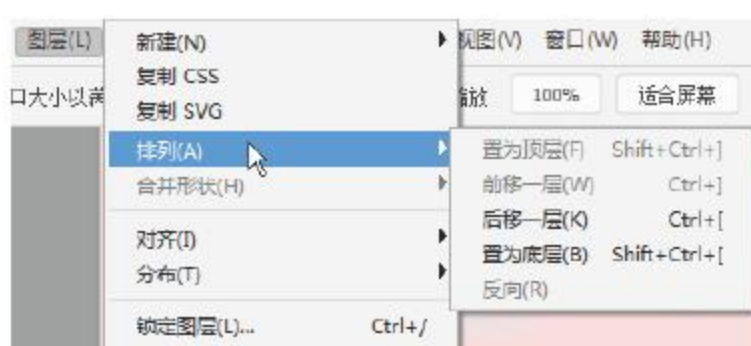 图层(L)
视图(V) 窗口(W) 帮助(H)
口大小以满
缩放 100% 适合屏幕
新建(N)
复制 CSS
复制 SVG
排列(A)
合并形状(H)
对齐(I)
分布(T)
锁定图层(L)... Ctrl+/
置为顶层(F) Shift+Ctrl+]
前移一层(W) Ctrl+]
后移一层(K) Ctrl+[
置为底层(B) Shift+Ctrl+[
反向(R)